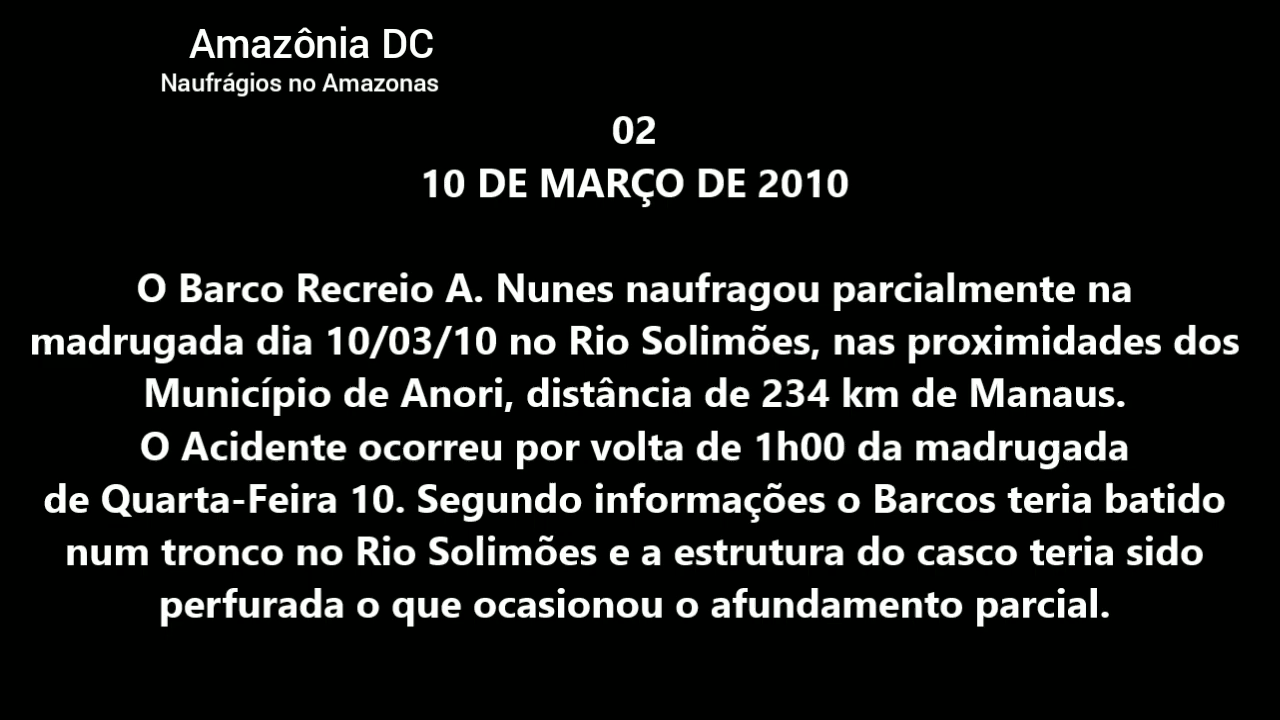 Amazônia DC
Naufrágios no Amazonas
02
10 DE MARÇO DE 2010
O Barco Recreio A. Nunes naufragou parcialmente na
madrugada dia 10/03/10 no Rio Solimões, nas proximidades dos
Município de Anori, distância de 234 km de Manaus.
O Acidente ocorreu por volta de 1h00 da madrugada
de Quarta-Feira 10. Segundo informações o Barcos teria batido
num tronco no Rio Solimões e a estrutura do casco teria sido
perfurada o que ocasionou o afundamento parcial.